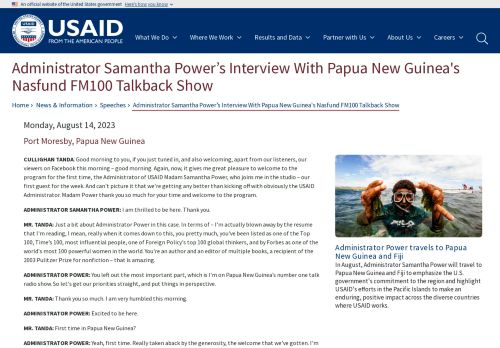 An official website of the United States government Here's how you know
USAID
FROM THE AMERICAN PEOPLE
What We Do
Where We Work
Results and Data
Partner with Us
About Us
Careers
Administrator Samantha Power’s Interview With Papua New Guinea's
Nasfund FM100 Talkback Show
Home › News & Information › Speeches › Administrator Samantha Power’s Interview With Papua New Guinea's Nasfund FM100 Talkback Show
Monday, August 14, 2023
Port Moresby, Papua New Guinea
CULLIGHAN TANDA: Good morning to you, if you just tuned in, and also welcoming, apart from our listeners, our
viewers on Facebook this morning – good morning. Again, now, it gives me great pleasure to welcome to the
program for the first time, the Administrator of USAID Madam Samantha Power, who joins me in the studio – our
first guest for the week. And can't picture it that we're getting any better than kicking off with obviously the USAID
Administrator. Madam Power thank you so much for your time and welcome to the program.
ADMINISTRATOR SAMANTHA POWER: I am thrilled to be here. Thank you.
MR. TANDA: Just a bit about Administrator Power in this case. In terms of – I'm actually blown away by the resume
that I'm reading, I mean, really when it comes down to this, you pretty much, you've been listed as one of the Top
100, Time's 100, most influential people, one of Foreign Policy's top 100 global thinkers, and by Forbes as one of the
world's most 100 powerful women in the world. You're an author and an editor of multiple books, a recipient of the
2003 Pulitzer Prize for nonfiction – that is amazing.
ADMINISTRATOR POWER: You left out the most important part, which is I'm on Papua New Guinea's number one talk
radio show. So let's get our priorities straight, and put things in perspective.
MR. TANDA: Thank you so much. I am very humbled this morning.
ADMINISTRATOR POWER: Excited to be here.
MR. TANDA: First time in Papua New Guinea?
ADMINISTRATOR POWER: Yeah, first time. Really taken aback by the generosity, the welcome that we've gotten. I'm
Administrator Power travels to Papua
New Guinea and Fiji
In August, Administrator Samantha Power will travel to
Papua New Guinea and Fiji to emphasize the U.S.
government's commitment to the region and highlight
USAID's efforts in the Pacific Islands to make an
enduring, positive impact across the diverse countries
where USAID works.